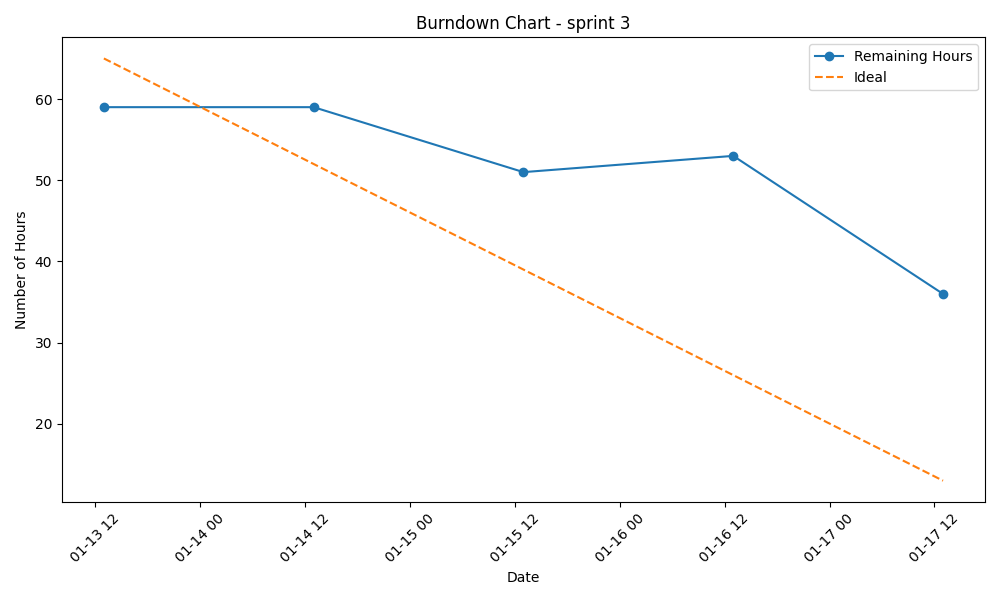 Burndown Chart - sprint 3
Remaining Hours
Ideal
Number of Hours
60
50
40
30
20
01-13 12
01-14 00
01-14 12
01-15 00
01-15 12
01-16 00
01-16 12
01-17 00
01-17 12
Date